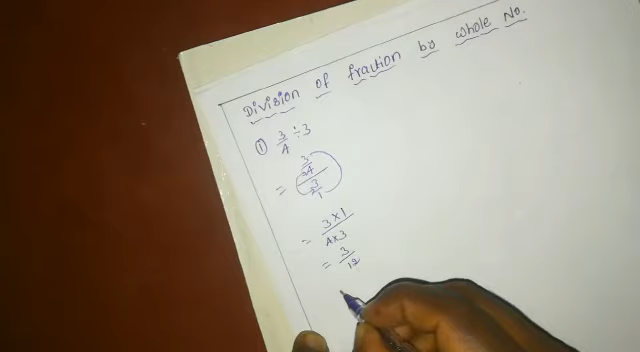 Division of fraction by whole No.
① 3/4 ÷ 3
= 3/4 / 3/1
= 3×1 / 4×3
= 3/12